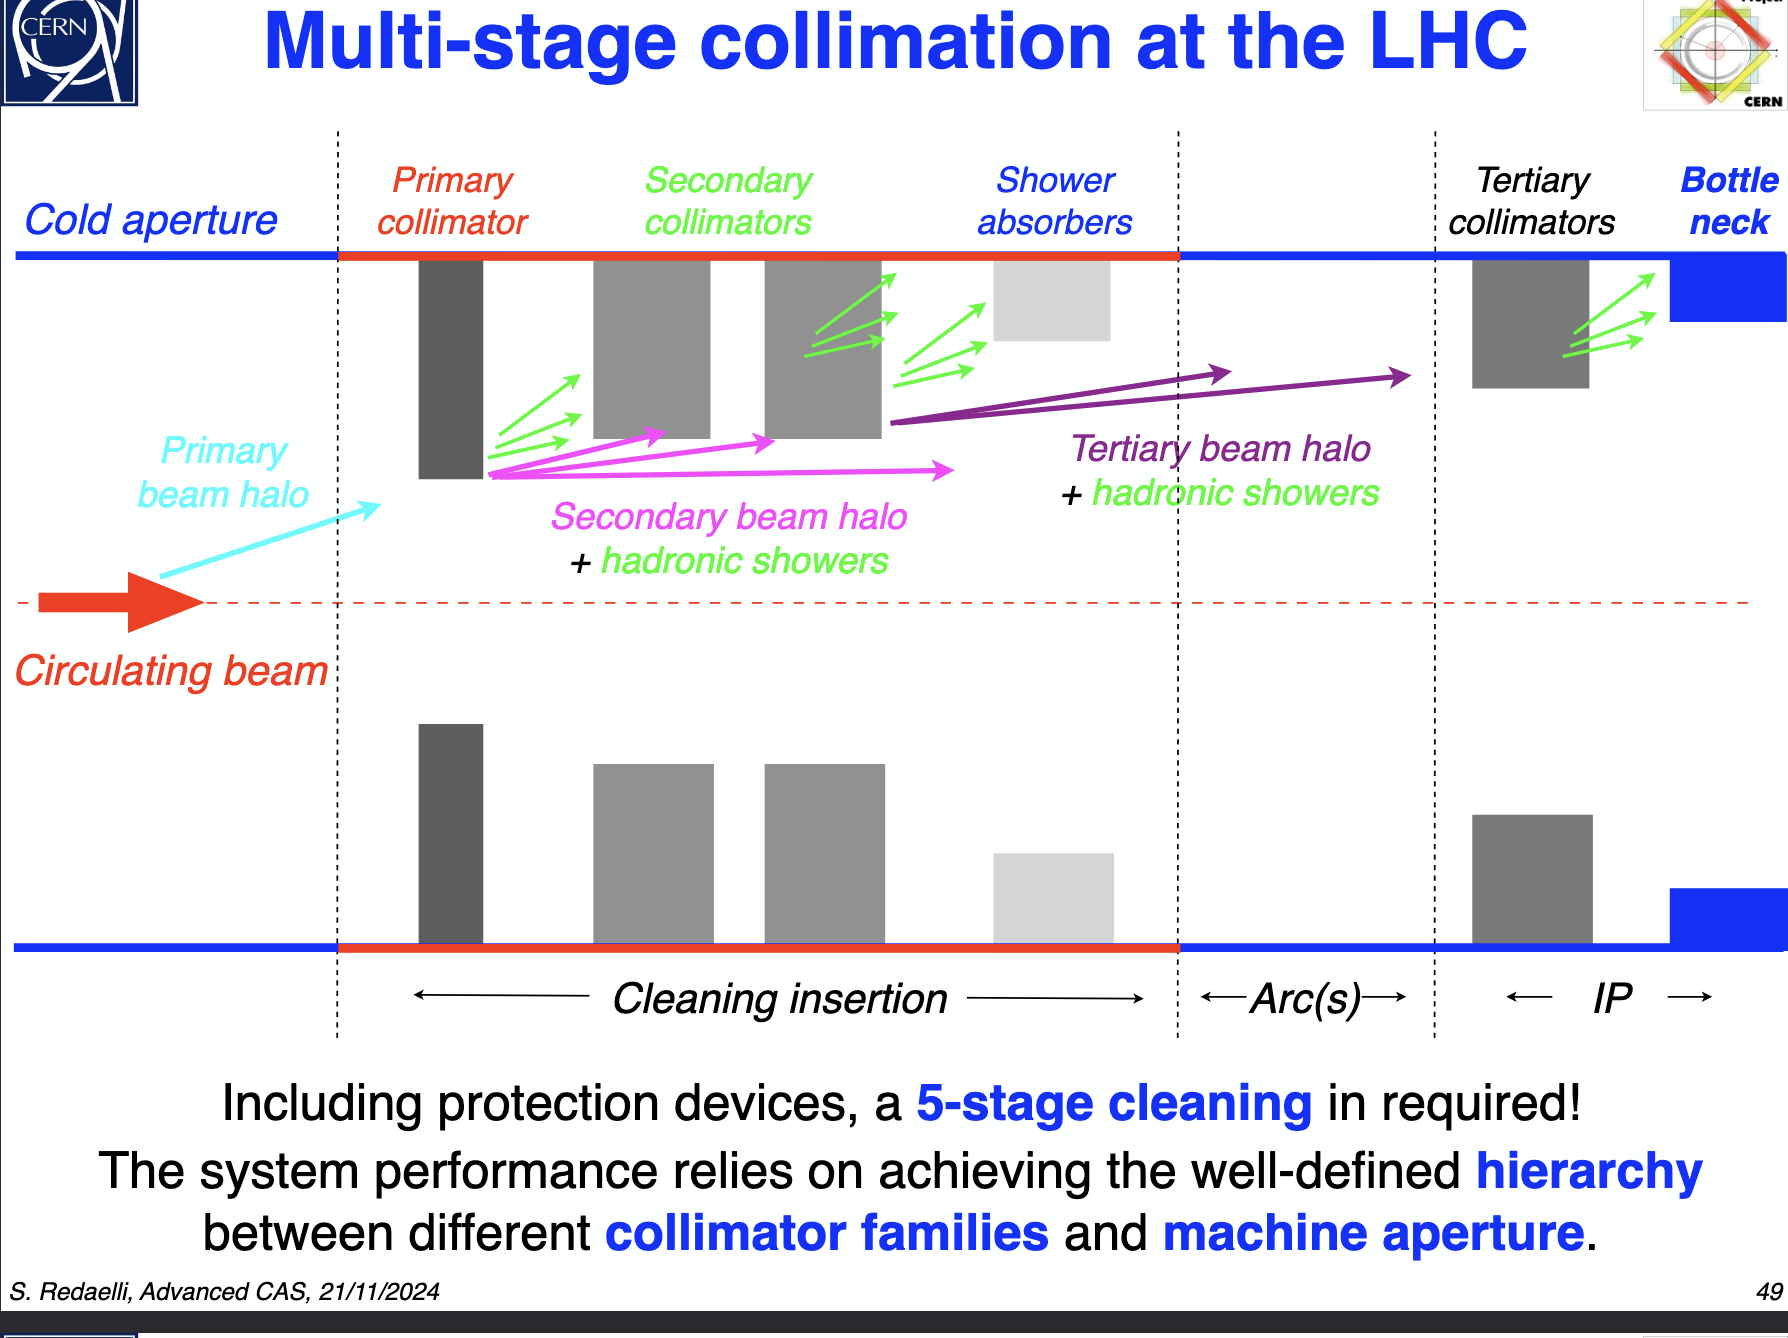 CERN
Multi-stage collimation at the LHC
CERN
Cold aperture
Primary
collimator
Secondary
collimators
Shower
absorbers
Tertiary
collimators
Bottle
neck
Primary
beam halo
Secondary beam halo
+ hadronic showers
Tertiary beam halo
+ hadronic showers
Circulating beam
Cleaning insertion
Arc(s)
IP
Including protection devices, a 5-stage cleaning in required!
The system performance relies on achieving the well-defined hierarchy
between different collimator families and machine aperture.
S. Redaelli, Advanced CAS, 21/11/2024
49